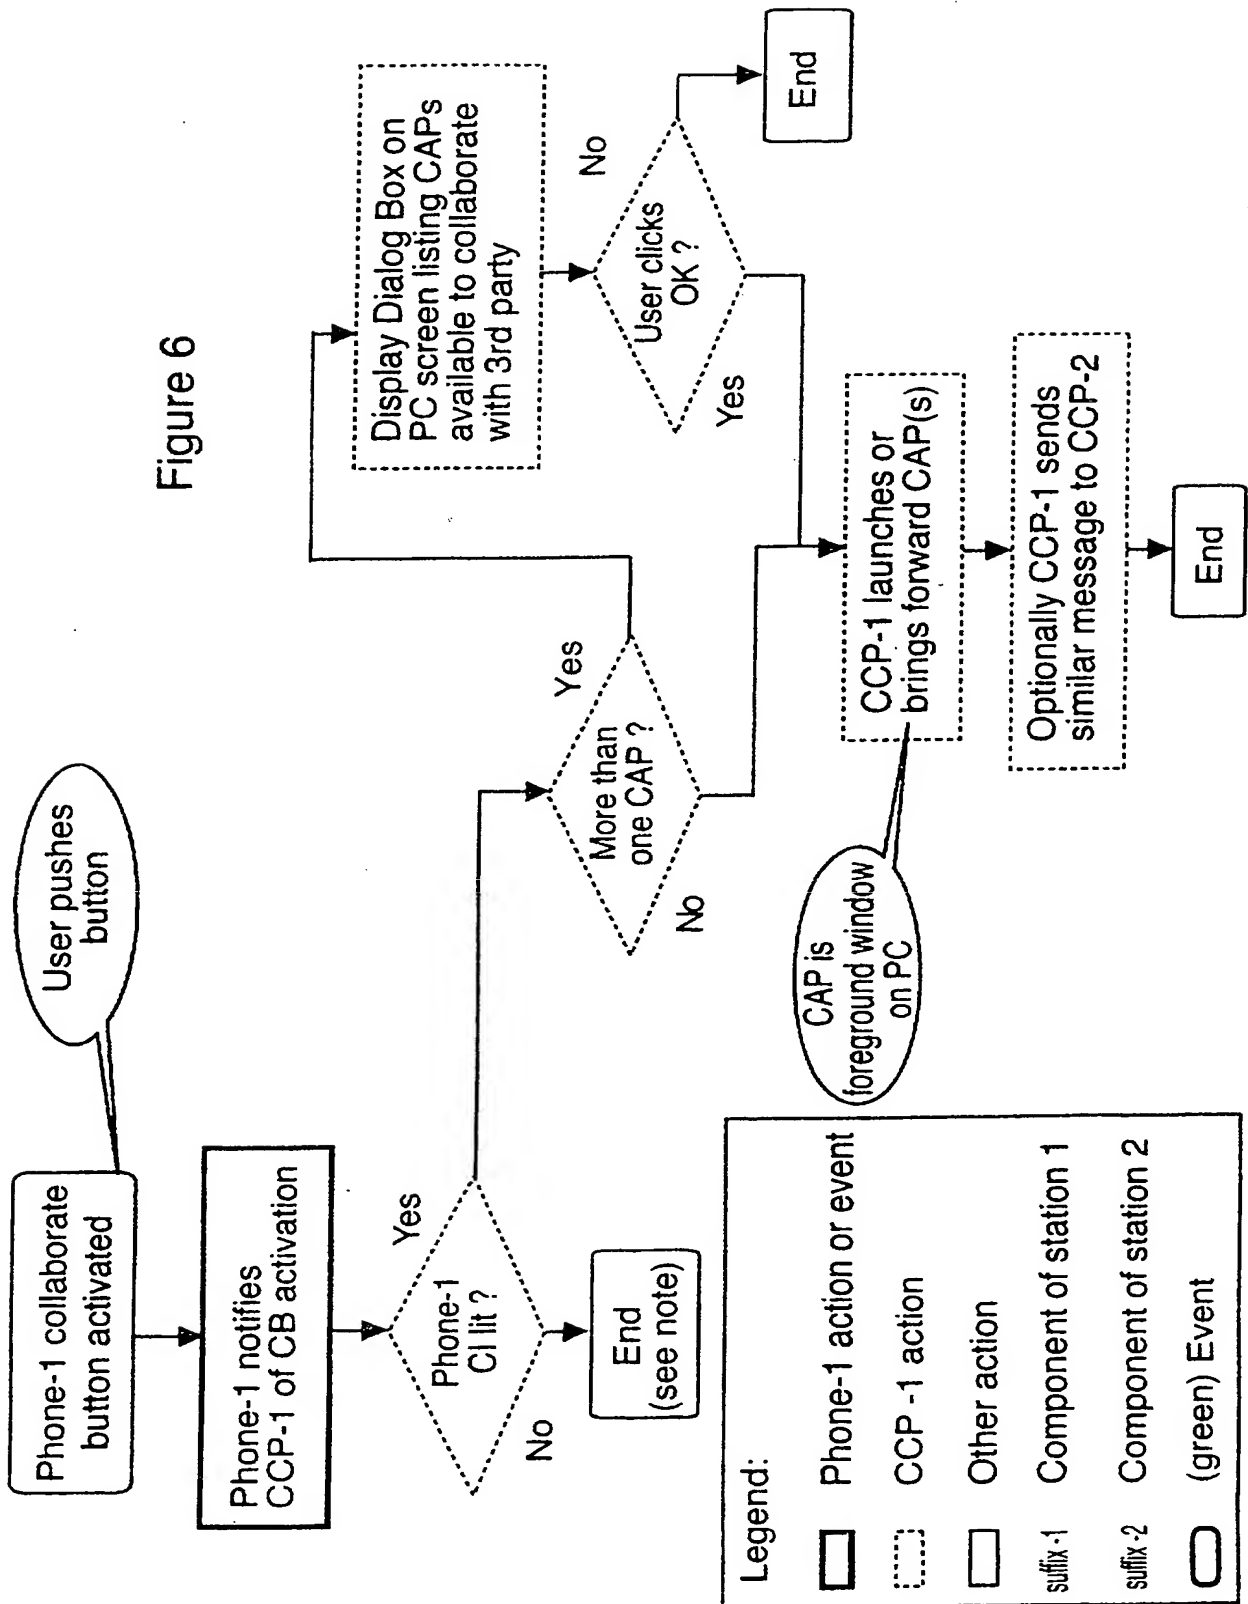 Figure 6
User pushes
button
Phone-1 collaborate
button activated
Phone-1 notifies
CCP-1 of CB activation
Phone-1
CI lit ?
Yes
No
End
(see note)
More than
one CAP ?
Yes
No
Display Dialog Box on
PC screen listing CAPs
available to collaborate
with 3rd party
User clicks
OK ?
No
Yes
End
CCP-1 launches or
brings forward CAP(s)
CAP is
foreground window
on PC
Optionally CCP-1 sends
similar message to CCP-2
End
Legend:
Phone-1 action or event
CCP -1 action
Other action
suffix -1 Component of station 1
suffix -2 Component of station 2
(green) Event